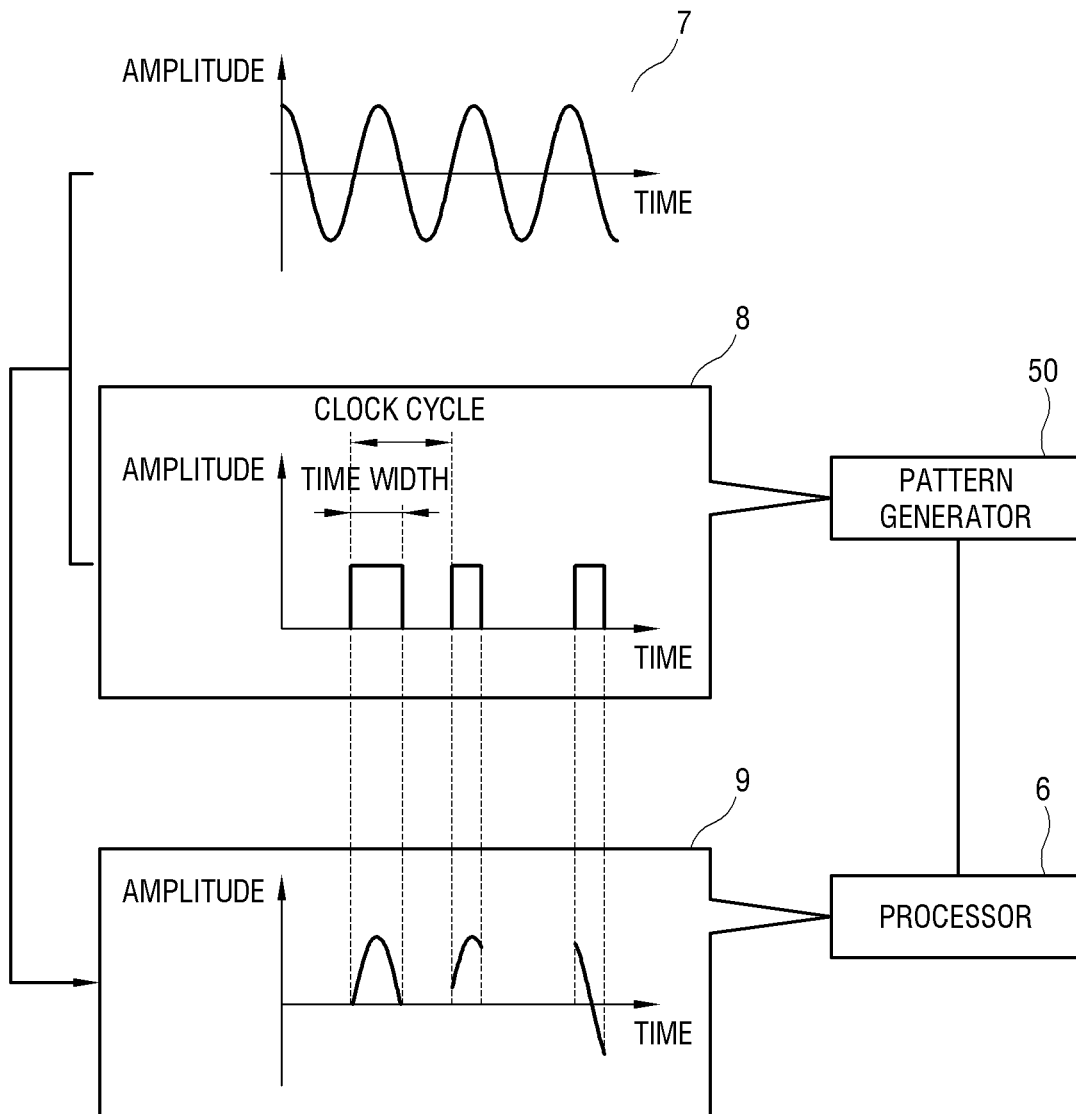 7
AMPLITUDE
TIME
8
50
CLOCK CYCLE
AMPLITUDE
TIME WIDTH
PATTERN
GENERATOR
TIME
9
6
AMPLITUDE
PROCESSOR
TIME